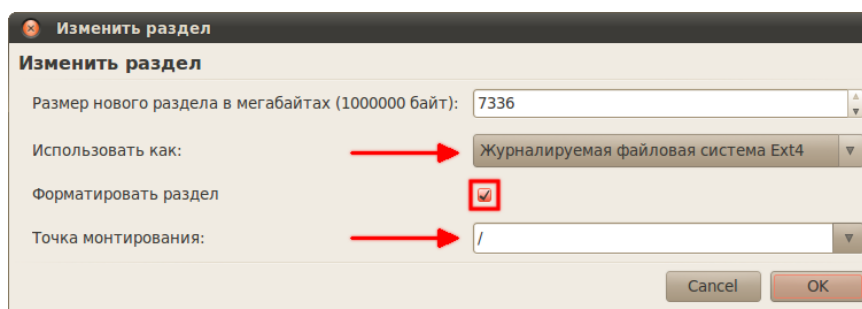 Изменить раздел
Изменить раздел
Размер нового раздела в мегабайтах (1000000 байт): 7336
Использовать как: Журналируемая файловая система Ext4
Форматировать раздел
Точка монтирования: /
Cancel OK